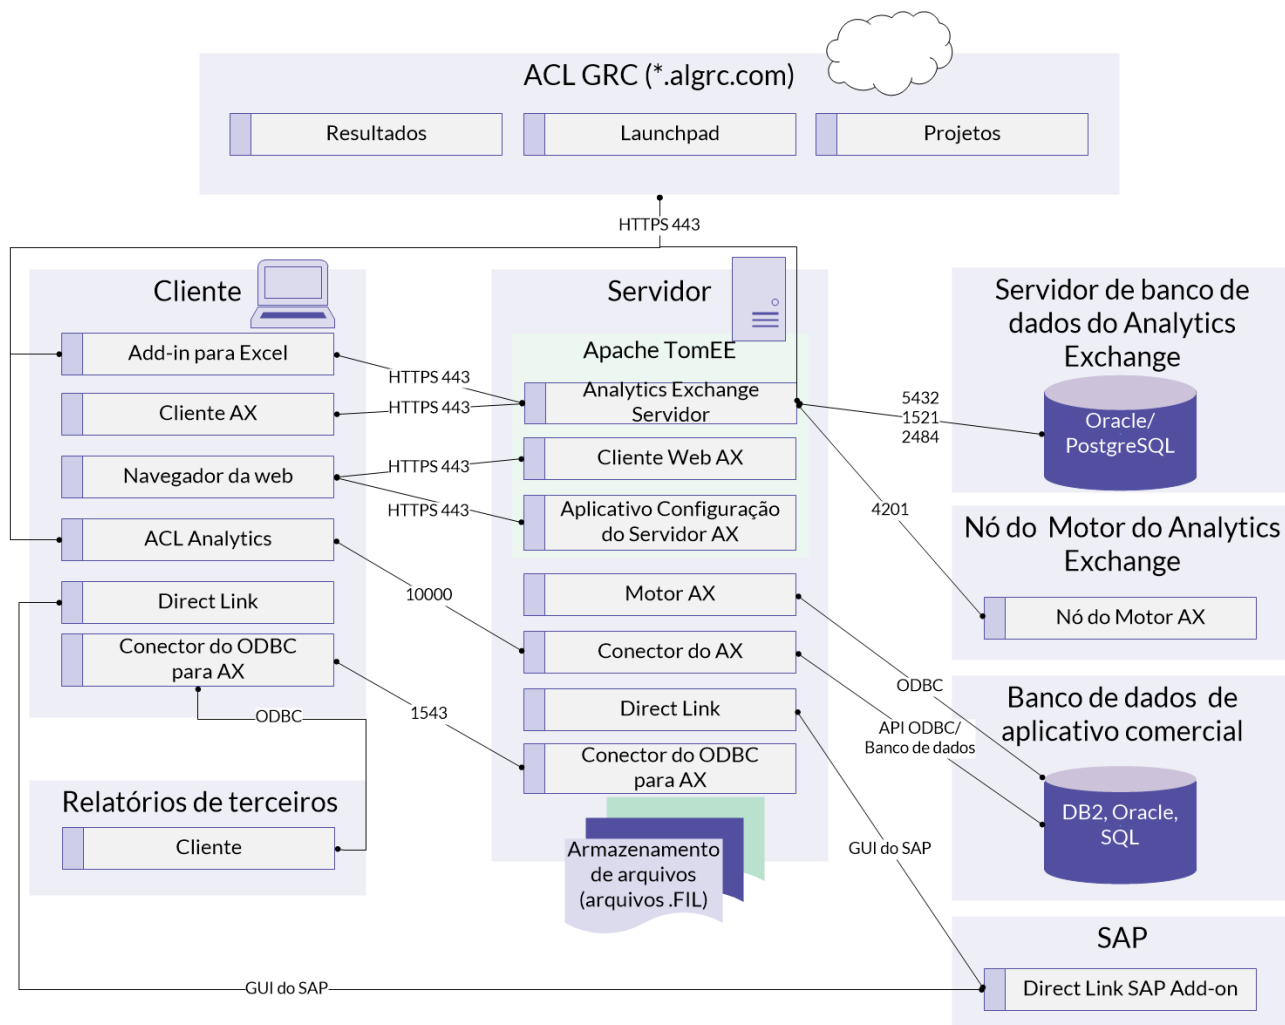 ACL GRC (*.algrc.com)
Resultados
Launchpad
Projetos
HTTPS 443
Cliente
Add-in para Excel
Cliente AX
Navegador da web
ACL Analytics
Direct Link
Conector do ODBC
para AX
HTTPS 443
HTTPS 443
HTTPS 443
HTTPS 443
10000
1543
ODBC
Relatórios de terceiros
Cliente
Servidor
Apache TomEE
Analytics Exchange
Servidor
Cliente Web AX
Aplicativo Configuração
do Servidor AX
Motor AX
Conector do AX
Direct Link
Conector do ODBC
para AX
Armazenamento
de arquivos
(arquivos .FIL)
5432
1521
2484
4201
ODBC
API ODBC/
Banco de dados
GUI do SAP
GUI do SAP
Servidor de banco de
dados do Analytics
Exchange
Oracle/
PostgreSQL
Nó do Motor do Analytics
Exchange
Nó do Motor AX
Banco de dados de
aplicativo comercial
DB2, Oracle,
SQL
SAP
Direct Link SAP Add-on